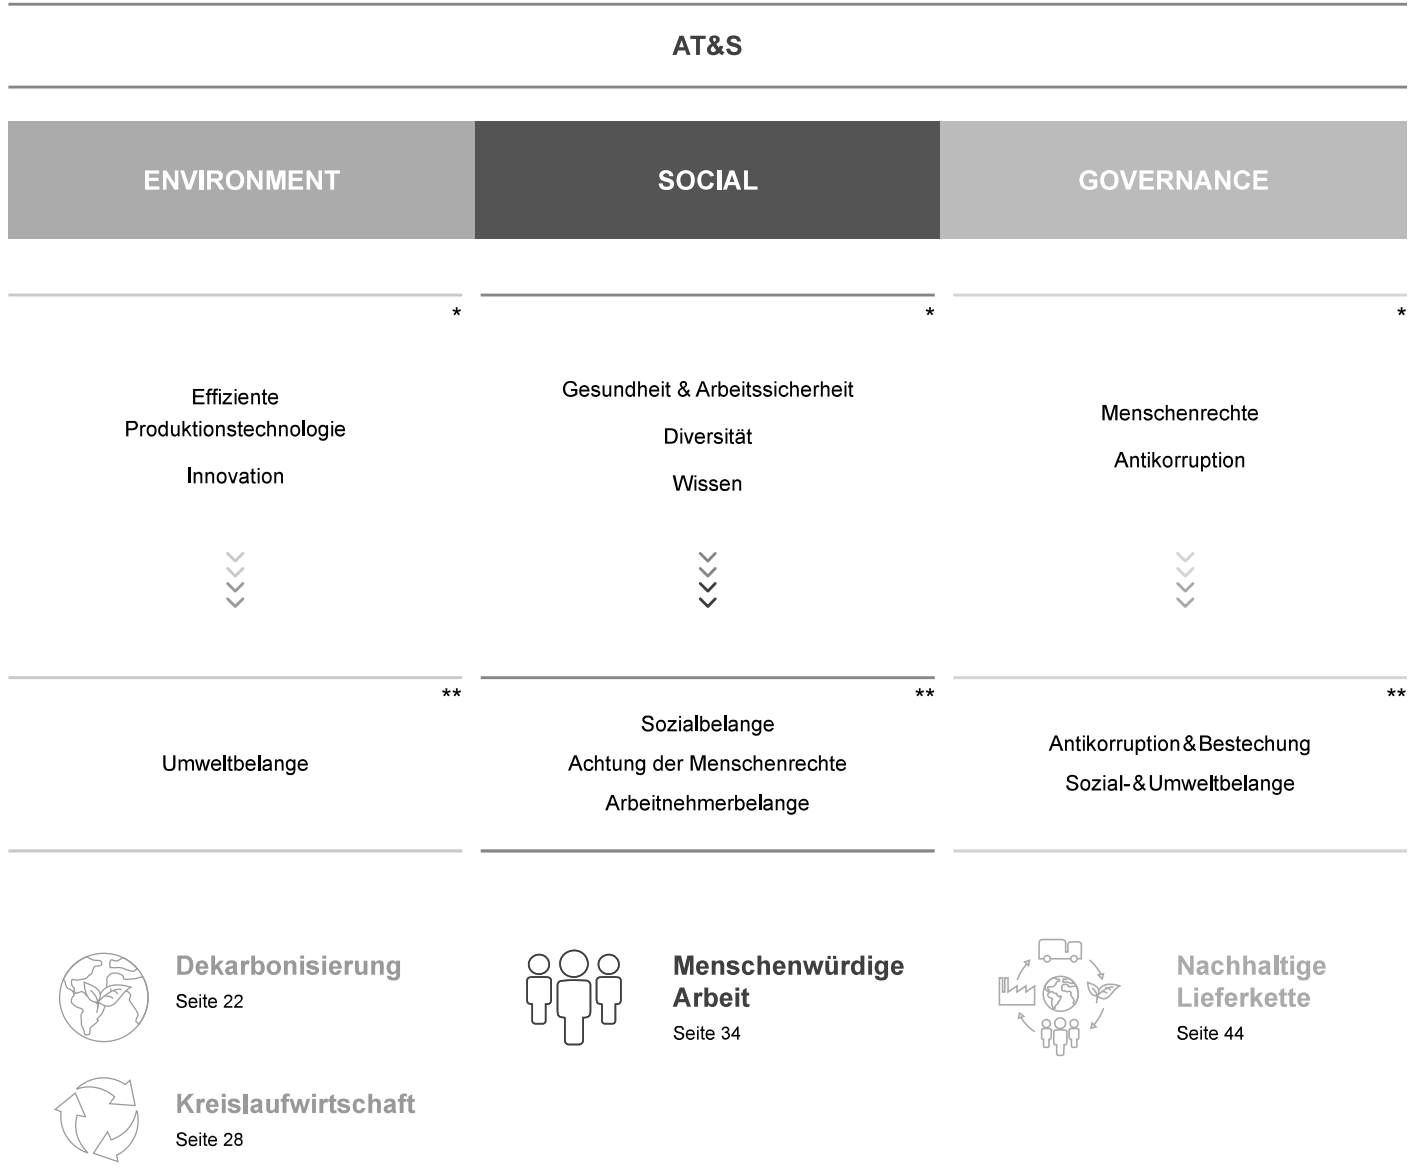 AT&S
ENVIRONMENT
SOCIAL
GOVERNANCE
*
Effiziente
Produktionstechnologie
Innovation
*
Gesundheit & Arbeitssicherheit
Diversität
Wissen
*
Menschenrechte
Antikorruption
**
Umweltbelange
**
Sozialbelange
Achtung der Menschenrechte
Arbeitnehmerbelange
**
Antikorruption & Bestechung
Sozial- & Umweltbelange
Dekarbonisierung
Seite 22
Kreislaufwirtschaft
Seite 28
Menschenwürdige
Arbeit
Seite 34
Nachhaltige
Lieferkette
Seite 44